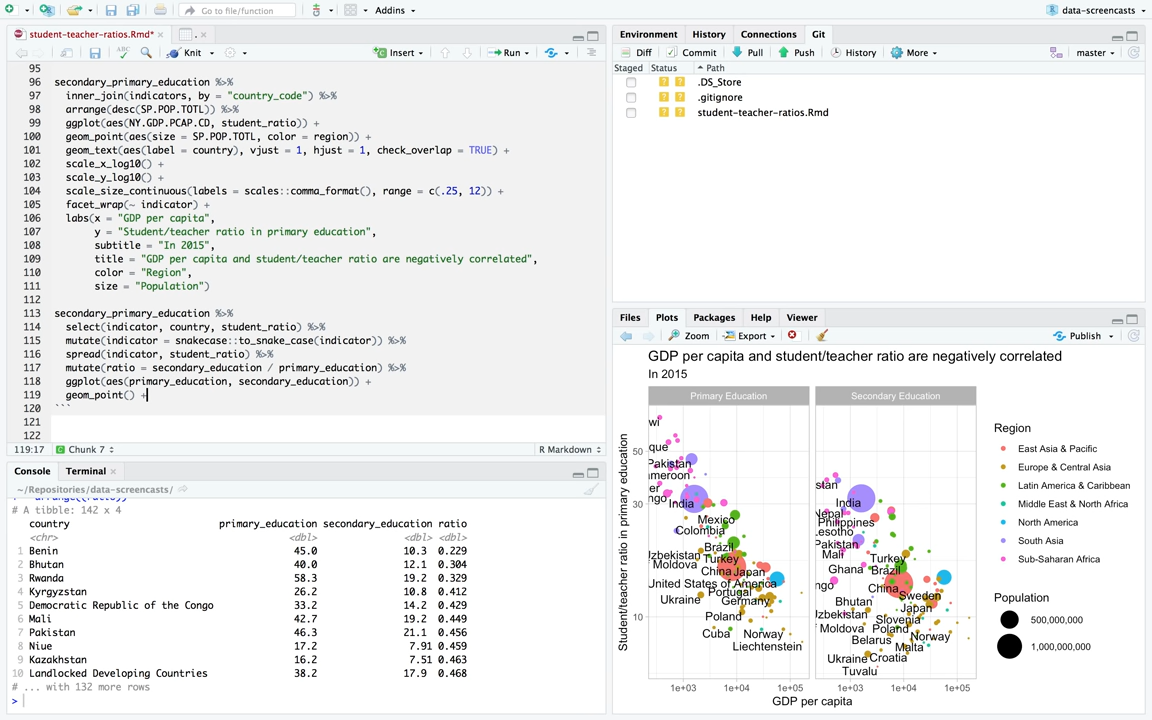 Go to file/function
Addins
data-screencasts
student-teacher-ratios.Rmd*
Knit
Insert
Run
95
96 secondary_primary_education %>%
97 inner_join(indicators, by = "country_code") %>%
98 arrange(desc(SP.POP.TOTL)) %>%
99 ggplot(aes(NY.GDP.PCAP.CD, student_ratio)) +
100 geom_point(aes(size = SP.POP.TOTL, color = region)) +
101 geom_text(aes(label = country), vjust = 1, hjust = 1, check_overlap = TRUE) +
102 scale_x_log10() +
103 scale_y_log10() +
104 scale_size_continuous(labels = scales::comma_format(), range = c(.25, 12)) +
105 facet_wrap(~ indicator) +
106 labs(x = "GDP per capita",
107 y = "Student/teacher ratio in primary education",
108 subtitle = "In 2015",
109 title = "GDP per capita and student/teacher ratio are negatively correlated",
110 color = "Region",
111 size = "Population")
112
113 secondary_primary_education %>%
114 select(indicator, country, student_ratio) %>%
115 mutate(indicator = snakecase::to_snake_case(indicator)) %>%
116 spread(indicator, student_ratio) %>%
117 mutate(ratio = secondary_education / primary_education) %>%
118 ggplot(aes(primary_education, secondary_education)) +
119 geom_point() +
120 ```
121
122
119:17 Chunk 7 R Markdown
Console Terminal
~/Repositories/data-screencasts/
# A tibble: 142 x 4
country primary_education secondary_education ratio
<chr> <dbl> <dbl> <dbl>
1 Benin 45.0 10.3 0.229
2 Bhutan 40.0 12.1 0.304
3 Rwanda 58.3 19.2 0.329
4 Kyrgyzstan 26.2 10.8 0.412
5 Democratic Republic of the Congo 33.2 14.2 0.429
6 Mali 42.7 19.2 0.449
7 Pakistan 46.3 21.1 0.456
8 Niue 17.2 7.91 0.459
9 Kazakhstan 16.2 7.51 0.463
10 Landlocked Developing Countries 38.2 17.9 0.468
# ... with 132 more rows
>
Environment History Connections Git
Diff Commit Pull Push History More master
Staged Status Path
? ? .DS_Store
? ? .gitignore
? ? student-teacher-ratios.Rmd
Files Plots Packages Help Viewer
Zoom Export Publish
GDP per capita and student/teacher ratio are negatively correlated
In 2015
Primary Education
Secondary Education
Student/teacher ratio in primary education
50
30
10
wi
que
Pakistan
meroon
er
ngo
India
Mexico
Colombia
Brazil
Uzbekistan
Turkey
Moldova
China
Japan
United States of America
Portugal
Ukraine
Germany
Poland
Cuba
Norway
Liechtenstein
stan
India
Nepal
Philippines
Lesotho
Pakistan
Mali
Turkey
Ghana
Brazil
ngo
China
Sweden
Bhutan
Japan
Uzbekistan
Slovenia
Moldova
Poland
Belarus
Norway
Malta
Ukraine
Croatia
Tuvalu
1e+03 1e+04 1e+05
1e+03 1e+04 1e+05
GDP per capita
Region
East Asia & Pacific
Europe & Central Asia
Latin America & Caribbean
Middle East & North Africa
North America
South Asia
Sub-Saharan Africa
Population
500,000,000
1,000,000,000